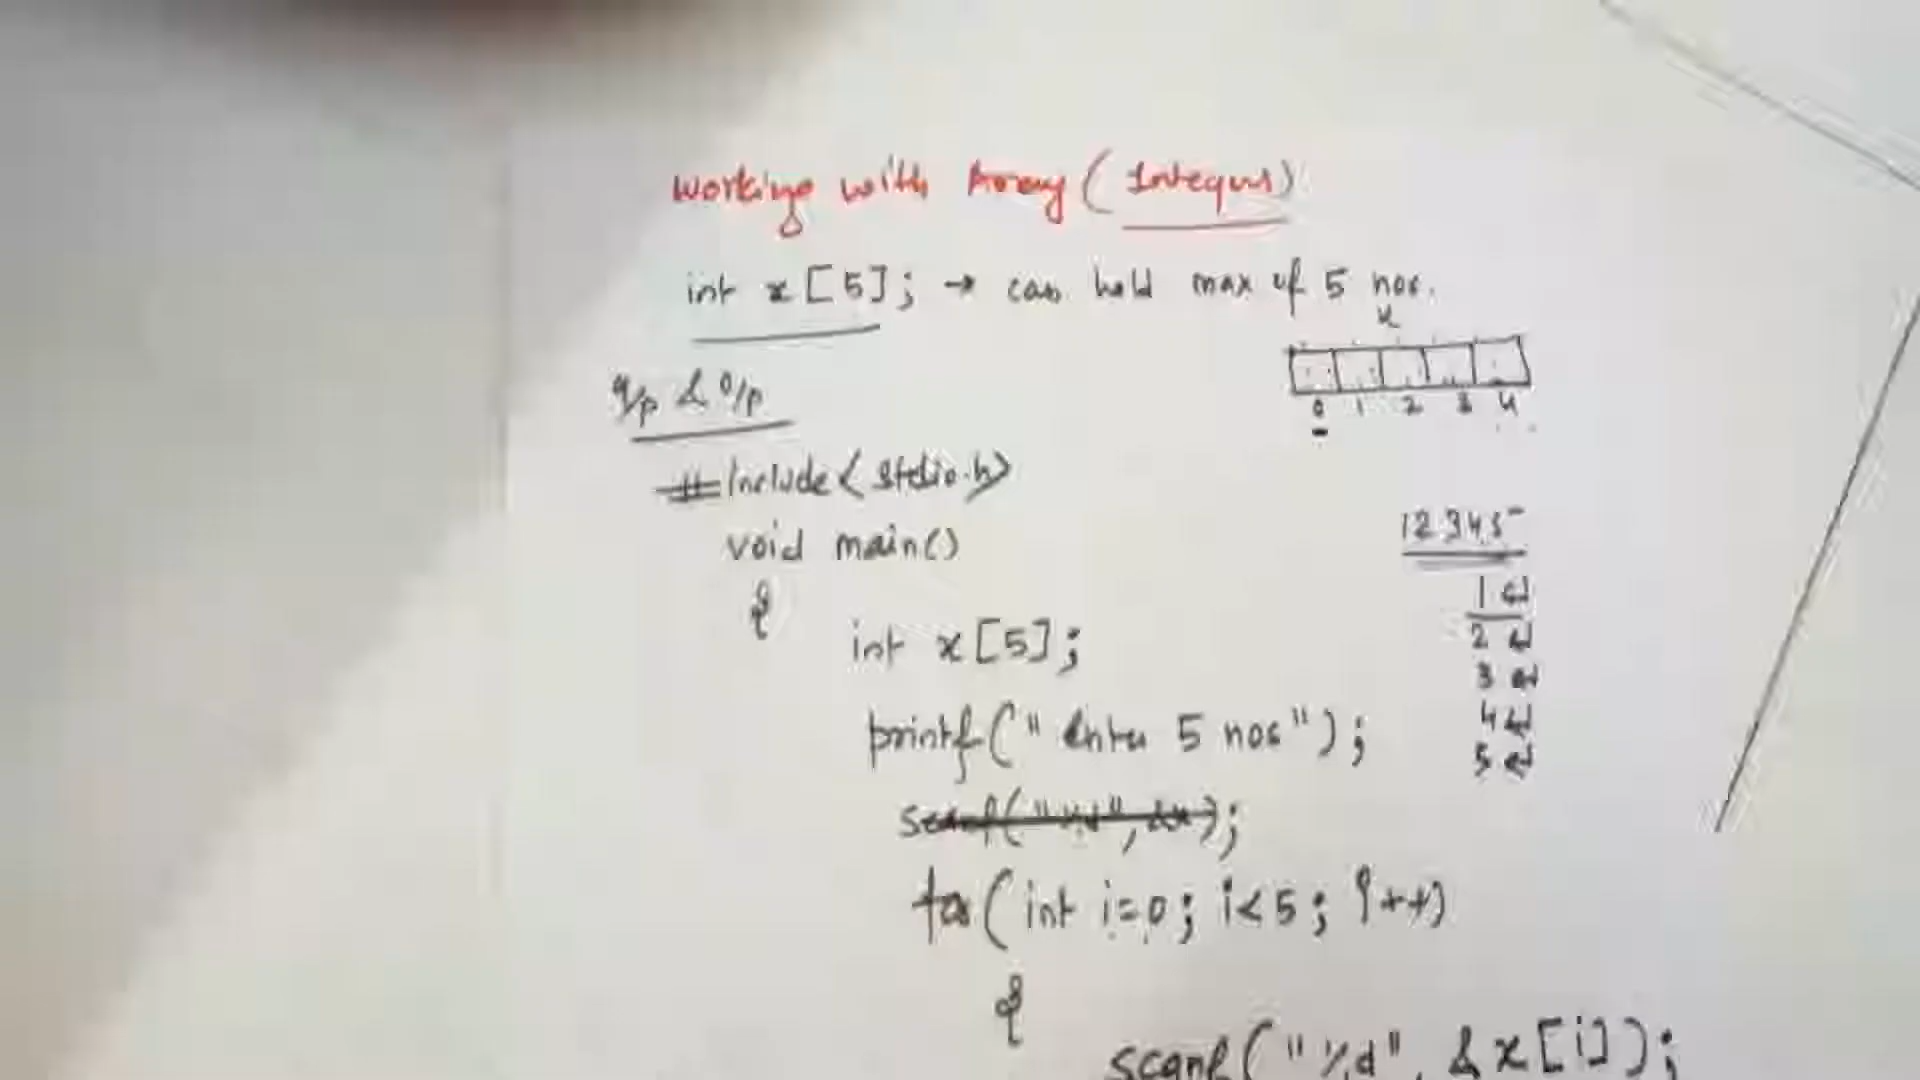 Working with Array (Integers)
int x[5]; → can hold max of 5 nos.
x
0 1 2 3 4
I/p & O/p
#include<stdio.h>
void main()
{
int x[5];
printf("Enter 5 nos");
scanf("%d", &x);
for(int i=0; i<5; i++)
{
scanf("%d", &x[i]);
12345
1 ↵
2 ↵
3 ↵
4 ↵
5 ↵